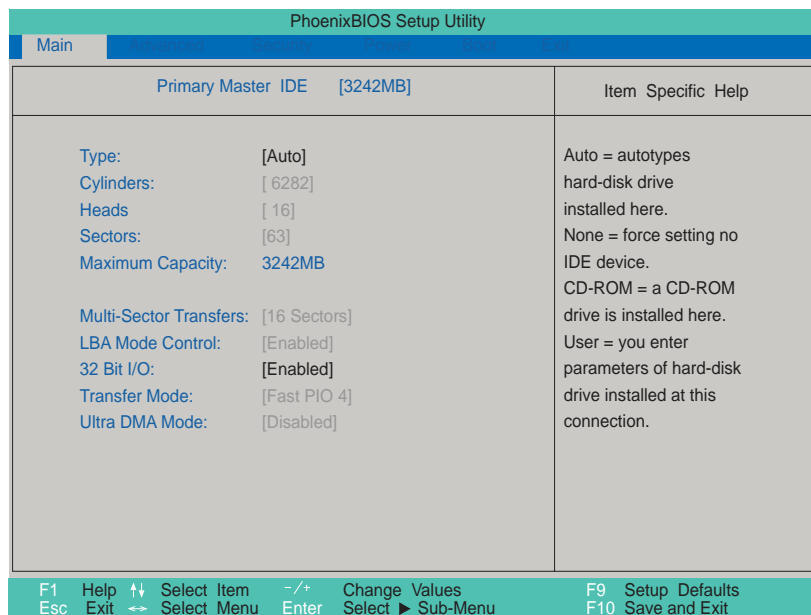 PhoenixBIOS Setup Utility
Main Advanced Security Power Boot Exit
Primary Master IDE [3242MB]
Item Specific Help
Type: [Auto]
Cylinders: [ 6282]
Heads [ 16]
Sectors: [63]
Maximum Capacity: 3242MB
Multi-Sector Transfers: [16 Sectors]
LBA Mode Control: [Enabled]
32 Bit I/O: [Enabled]
Transfer Mode: [Fast PIO 4]
Ultra DMA Mode: [Disabled]
Auto = autotypes
hard-disk drive
installed here.
None = force setting no
IDE device.
CD-ROM = a CD-ROM
drive is installed here.
User = you enter
parameters of hard-disk
drive installed at this
connection.
F1 Help ↑↓ Select Item -/+ Change Values F9 Setup Defaults
Esc Exit ↔ Select Menu Enter Select ▶ Sub-Menu F10 Save and Exit